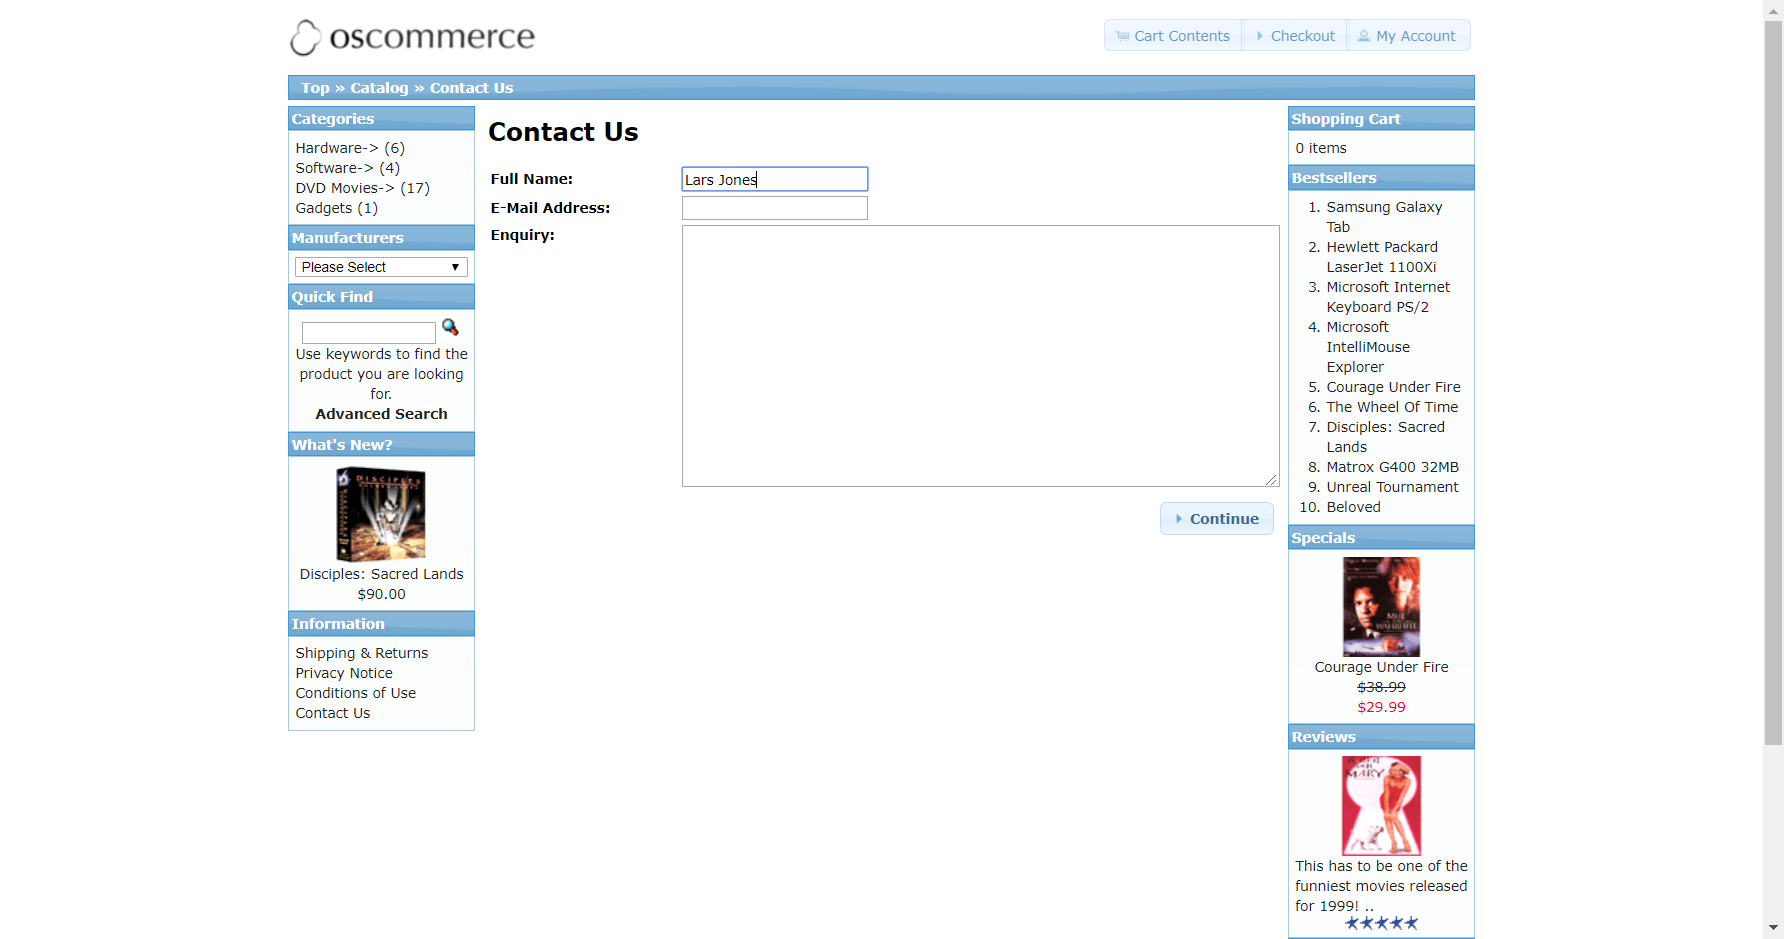 oscommerce
Cart Contents
Checkout
My Account
Top » Catalog » Contact Us
Categories
Hardware-> (6)
Software-> (4)
DVD Movies-> (17)
Gadgets (1)
Manufacturers
Please Select
Quick Find
Use keywords to find the
product you are looking
for.
Advanced Search
What's New?
DISCIPLES
Disciples: Sacred Lands
$90.00
Information
Shipping & Returns
Privacy Notice
Conditions of Use
Contact Us
Contact Us
Full Name:
Lars Jones
E-Mail Address:
Enquiry:
Continue
Shopping Cart
0 items
Bestsellers
1. Samsung Galaxy
Tab
2. Hewlett Packard
LaserJet 1100Xi
3. Microsoft Internet
Keyboard PS/2
4. Microsoft
IntelliMouse
Explorer
5. Courage Under Fire
6. The Wheel Of Time
7. Disciples: Sacred
Lands
8. Matrox G400 32MB
9. Unreal Tournament
10. Beloved
Specials
WAHRHEIT
Courage Under Fire
$38.99
$29.99
Reviews
MARY
This has to be one of the
funniest movies released
for 1999! ..